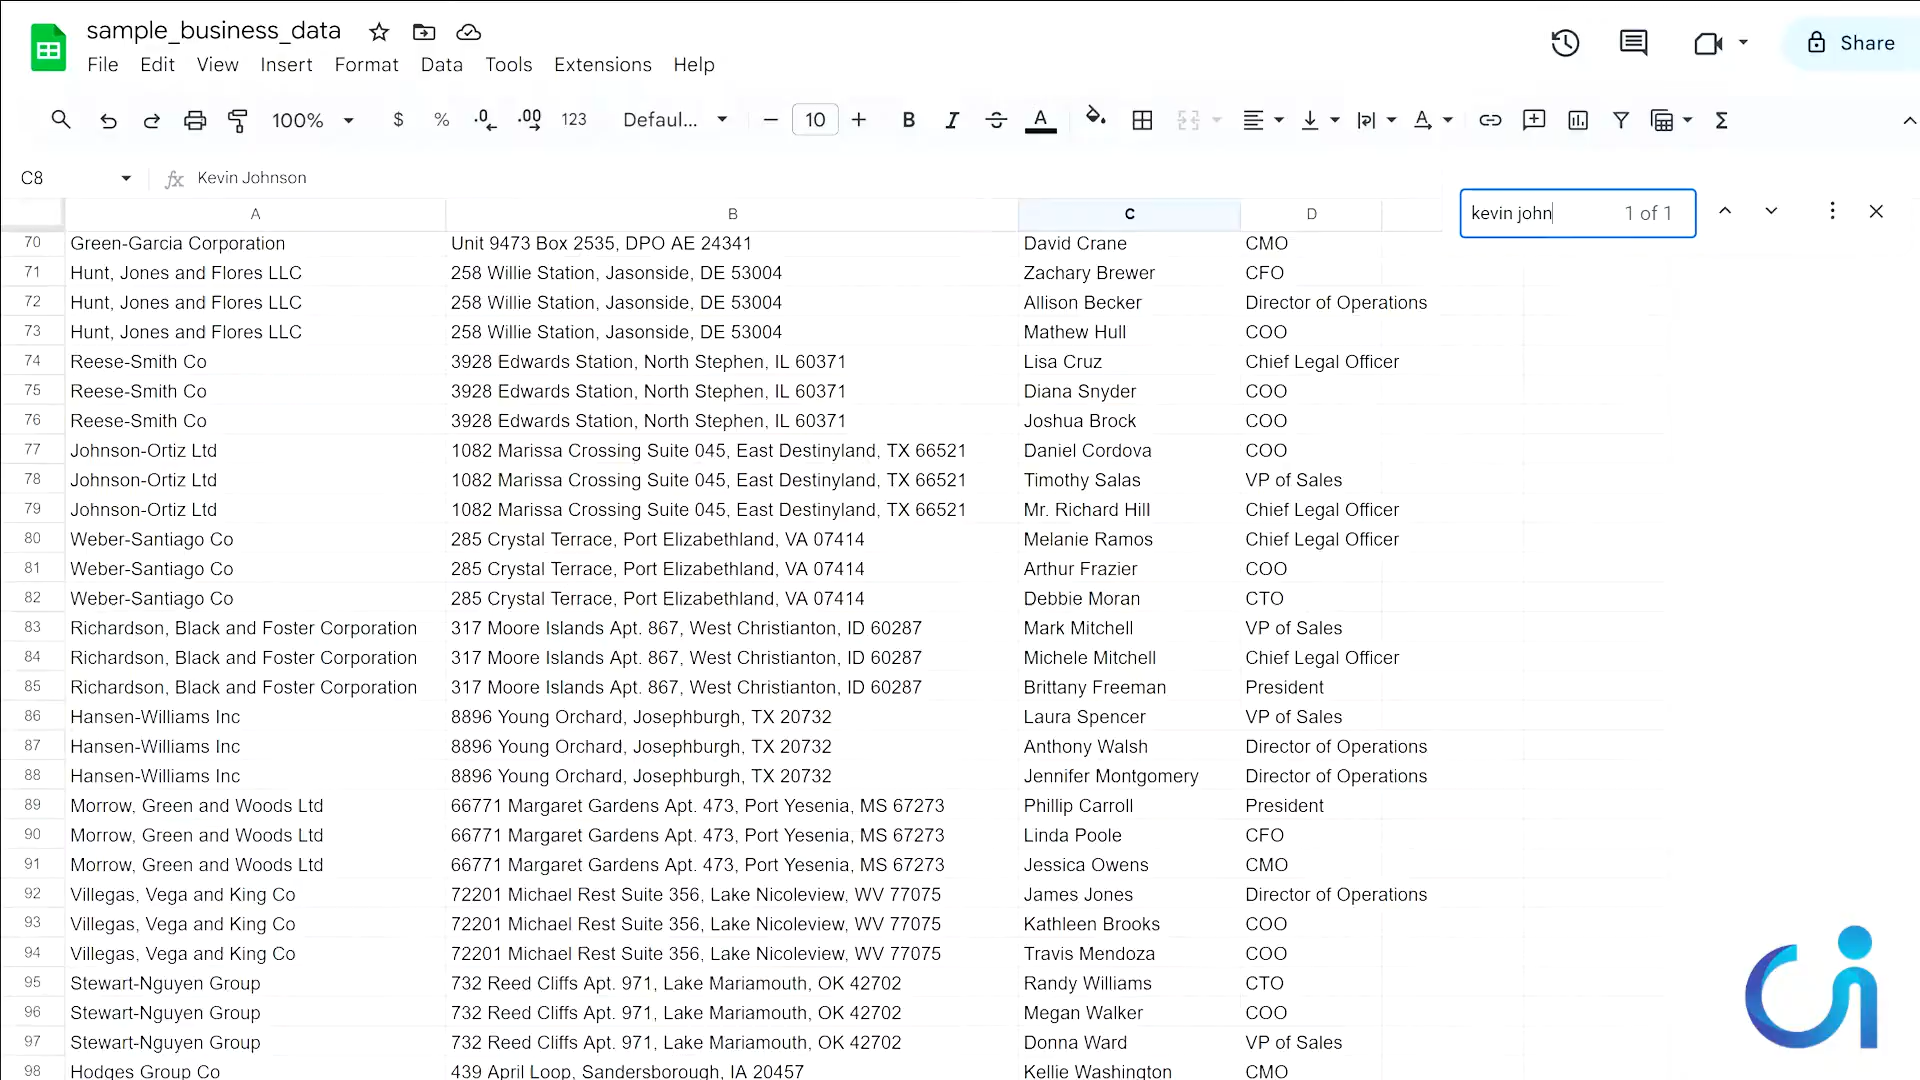 sample_business_data
File Edit View Insert Format Data Tools Extensions Help
Share
100% $ % .0 .00 123 Defaul... 10 B I A A Σ
C8 fx Kevin Johnson
kevin john 1 of 1
A B C D
70 Green-Garcia Corporation Unit 9473 Box 2535, DPO AE 24341 David Crane CMO
71 Hunt, Jones and Flores LLC 258 Willie Station, Jasonside, DE 53004 Zachary Brewer CFO
72 Hunt, Jones and Flores LLC 258 Willie Station, Jasonside, DE 53004 Allison Becker Director of Operations
73 Hunt, Jones and Flores LLC 258 Willie Station, Jasonside, DE 53004 Mathew Hull COO
74 Reese-Smith Co 3928 Edwards Station, North Stephen, IL 60371 Lisa Cruz Chief Legal Officer
75 Reese-Smith Co 3928 Edwards Station, North Stephen, IL 60371 Diana Snyder COO
76 Reese-Smith Co 3928 Edwards Station, North Stephen, IL 60371 Joshua Brock COO
77 Johnson-Ortiz Ltd 1082 Marissa Crossing Suite 045, East Destinyland, TX 66521 Daniel Cordova COO
78 Johnson-Ortiz Ltd 1082 Marissa Crossing Suite 045, East Destinyland, TX 66521 Timothy Salas VP of Sales
79 Johnson-Ortiz Ltd 1082 Marissa Crossing Suite 045, East Destinyland, TX 66521 Mr. Richard Hill Chief Legal Officer
80 Weber-Santiago Co 285 Crystal Terrace, Port Elizabethland, VA 07414 Melanie Ramos Chief Legal Officer
81 Weber-Santiago Co 285 Crystal Terrace, Port Elizabethland, VA 07414 Arthur Frazier COO
82 Weber-Santiago Co 285 Crystal Terrace, Port Elizabethland, VA 07414 Debbie Moran CTO
83 Richardson, Black and Foster Corporation 317 Moore Islands Apt. 867, West Christianton, ID 60287 Mark Mitchell VP of Sales
84 Richardson, Black and Foster Corporation 317 Moore Islands Apt. 867, West Christianton, ID 60287 Michele Mitchell Chief Legal Officer
85 Richardson, Black and Foster Corporation 317 Moore Islands Apt. 867, West Christianton, ID 60287 Brittany Freeman President
86 Hansen-Williams Inc 8896 Young Orchard, Josephburgh, TX 20732 Laura Spencer VP of Sales
87 Hansen-Williams Inc 8896 Young Orchard, Josephburgh, TX 20732 Anthony Walsh Director of Operations
88 Hansen-Williams Inc 8896 Young Orchard, Josephburgh, TX 20732 Jennifer Montgomery Director of Operations
89 Morrow, Green and Woods Ltd 66771 Margaret Gardens Apt. 473, Port Yesenia, MS 67273 Phillip Carroll President
90 Morrow, Green and Woods Ltd 66771 Margaret Gardens Apt. 473, Port Yesenia, MS 67273 Linda Poole CFO
91 Morrow, Green and Woods Ltd 66771 Margaret Gardens Apt. 473, Port Yesenia, MS 67273 Jessica Owens CMO
92 Villegas, Vega and King Co 72201 Michael Rest Suite 356, Lake Nicoleview, WV 77075 James Jones Director of Operations
93 Villegas, Vega and King Co 72201 Michael Rest Suite 356, Lake Nicoleview, WV 77075 Kathleen Brooks COO
94 Villegas, Vega and King Co 72201 Michael Rest Suite 356, Lake Nicoleview, WV 77075 Travis Mendoza COO
95 Stewart-Nguyen Group 732 Reed Cliffs Apt. 971, Lake Mariamouth, OK 42702 Randy Williams CTO
96 Stewart-Nguyen Group 732 Reed Cliffs Apt. 971, Lake Mariamouth, OK 42702 Megan Walker COO
97 Stewart-Nguyen Group 732 Reed Cliffs Apt. 971, Lake Mariamouth, OK 42702 Donna Ward VP of Sales
98 Hodges Group Co 439 April Loop, Sandersborough, IA 20457 Kellie Washington CMO